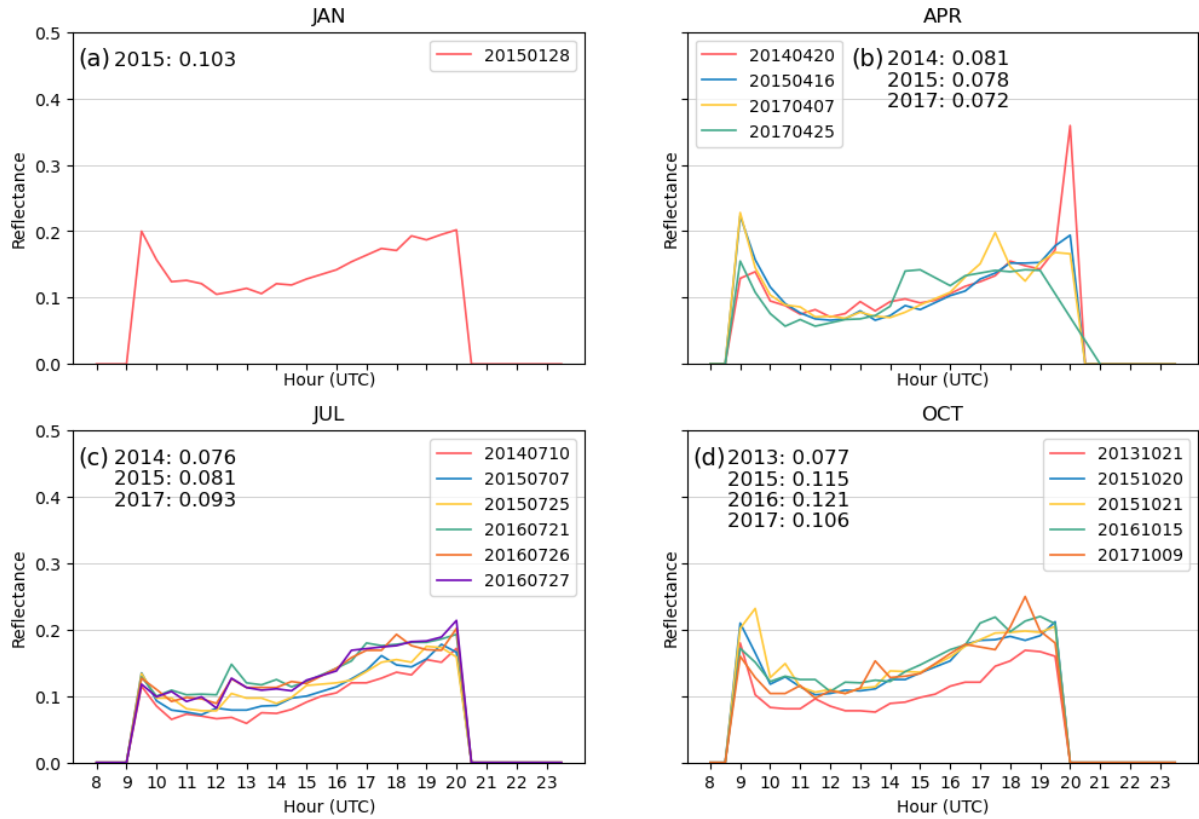 JAN
(a) 2015: 0.103
20150128
0.5
0.4
0.3
0.2
0.1
0.0
Reflectance
Hour (UTC)
APR
20140420
20150416
20170407
20170425
(b) 2014: 0.081
2015: 0.078
2017: 0.072
Reflectance
Hour (UTC)
JUL
(c) 2014: 0.076
2015: 0.081
2017: 0.093
20140710
20150707
20150725
20160721
20160726
20160727
0.5
0.4
0.3
0.2
0.1
0.0
Reflectance
8 9 10 11 12 13 14 15 16 17 18 19 20 21 22 23
Hour (UTC)
OCT
(d) 2013: 0.077
2015: 0.115
2016: 0.121
2017: 0.106
20131021
20151020
20151021
20161015
20171009
Reflectance
8 9 10 11 12 13 14 15 16 17 18 19 20 21 22 23
Hour (UTC)